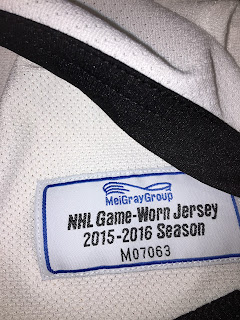 MeiGrayGroup
NHL Game-Worn Jersey
2015-2016 Season
M07063